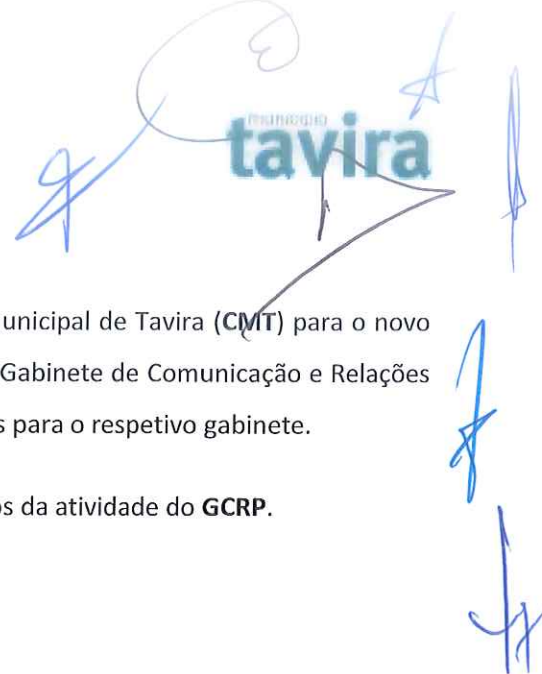 município
tavira
unicipal de Tavira (CMT) para o novo
Gabinete de Comunicação e Relações
s para o respetivo gabinete.
os da atividade do GCRP.